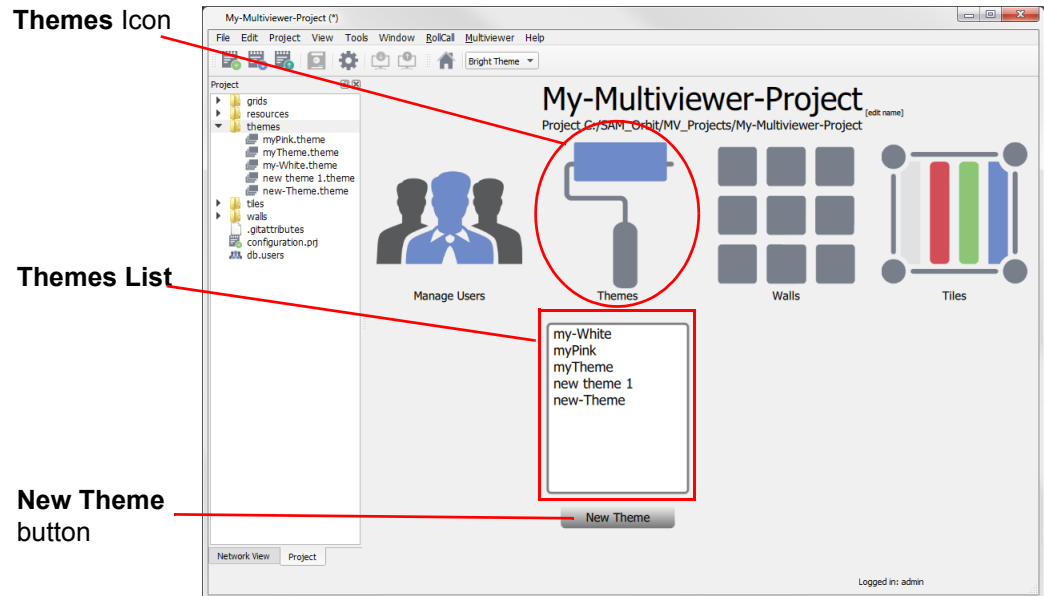 Themes Icon
My-Multiviewer-Project (*)
File Edit Project View Tools Window RollCall Multiviewer Help
Bright Theme
Project
grids
resources
themes
myPink.theme
myTheme.theme
my-White.theme
new theme 1.theme
new-Theme.theme
tiles
walls
.gitattributes
configuration.prj
db.users
My-Multiviewer-Project [edit name]
Project C:/SAM_Orbit/MV_Projects/My-Multiviewer-Project
Manage Users
Themes
Walls
Tiles
Themes List
my-White
myPink
myTheme
new theme 1
new-Theme
New Theme
button
New Theme
Network View Project
Logged in: admin